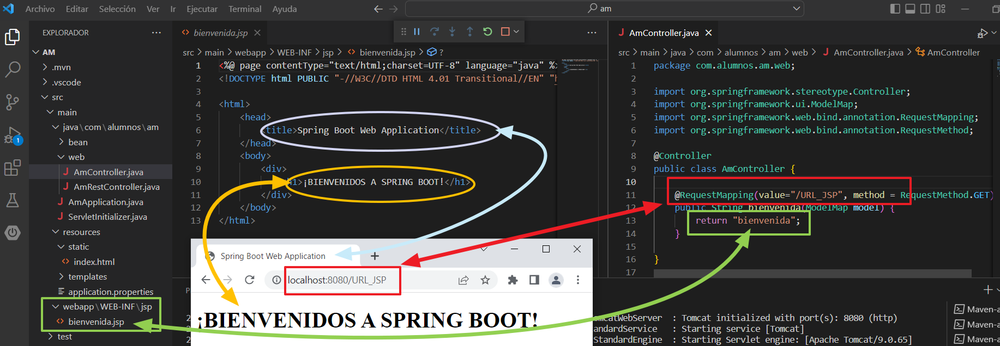 Archivo Editar Selección Ver Ir Ejecutar Terminal Ayuda
am
EXPLORADOR
AM
.mvn
.vscode
src
main
java\com\alumnos\am
bean
web
AmController.java
AmRestController.java
AmApplication.java
ServletInitializer.java
resources
static
index.html
templates
application.properties
webapp\WEB-INF\jsp
bienvenida.jsp
test
1
bienvenida.jsp
src > main > webapp > WEB-INF > jsp > bienvenida.jsp > ?
1 <%@ page contentType="text/html;charset=UTF-8" language="java" %>
2 <!DOCTYPE html PUBLIC "-//W3C//DTD HTML 4.01 Transitional//EN" "h
3
4 <html>
5 <head>
6 <title>Spring Boot Web Application</title>
7 </head>
8 <body>
9 <div>
10 <h1>¡BIENVENIDOS A SPRING BOOT!</h1>
11 </div>
12 </body>
13 </html>
AmController.java
src > main > java > com > alumnos > am > web > AmController.java > AmController
1 package com.alumnos.am.web;
2
3 import org.springframework.stereotype.Controller;
4 import org.springframework.ui.ModelMap;
5 import org.springframework.web.bind.annotation.RequestMapping;
6 import org.springframework.web.bind.annotation.RequestMethod;
7
8 @Controller
9 public class AmController {
10
11 @RequestMapping(value="/URL_JSP", method = RequestMethod.GET)
12 public String bienvenida(ModelMap model) {
13 return "bienvenida";
14 }
15
16 }
17
Spring Boot Web Application
localhost:8080/URL_JSP
¡BIENVENIDOS A SPRING BOOT!
P
2
2
2
omcatWebServer : Tomcat initialized with port(s): 8080 (http)
andardService : Starting service [Tomcat]
StandardEngine : Starting Servlet engine: [Apache Tomcat/9.0.65]
Maven-a
Maven-a
Maven-a